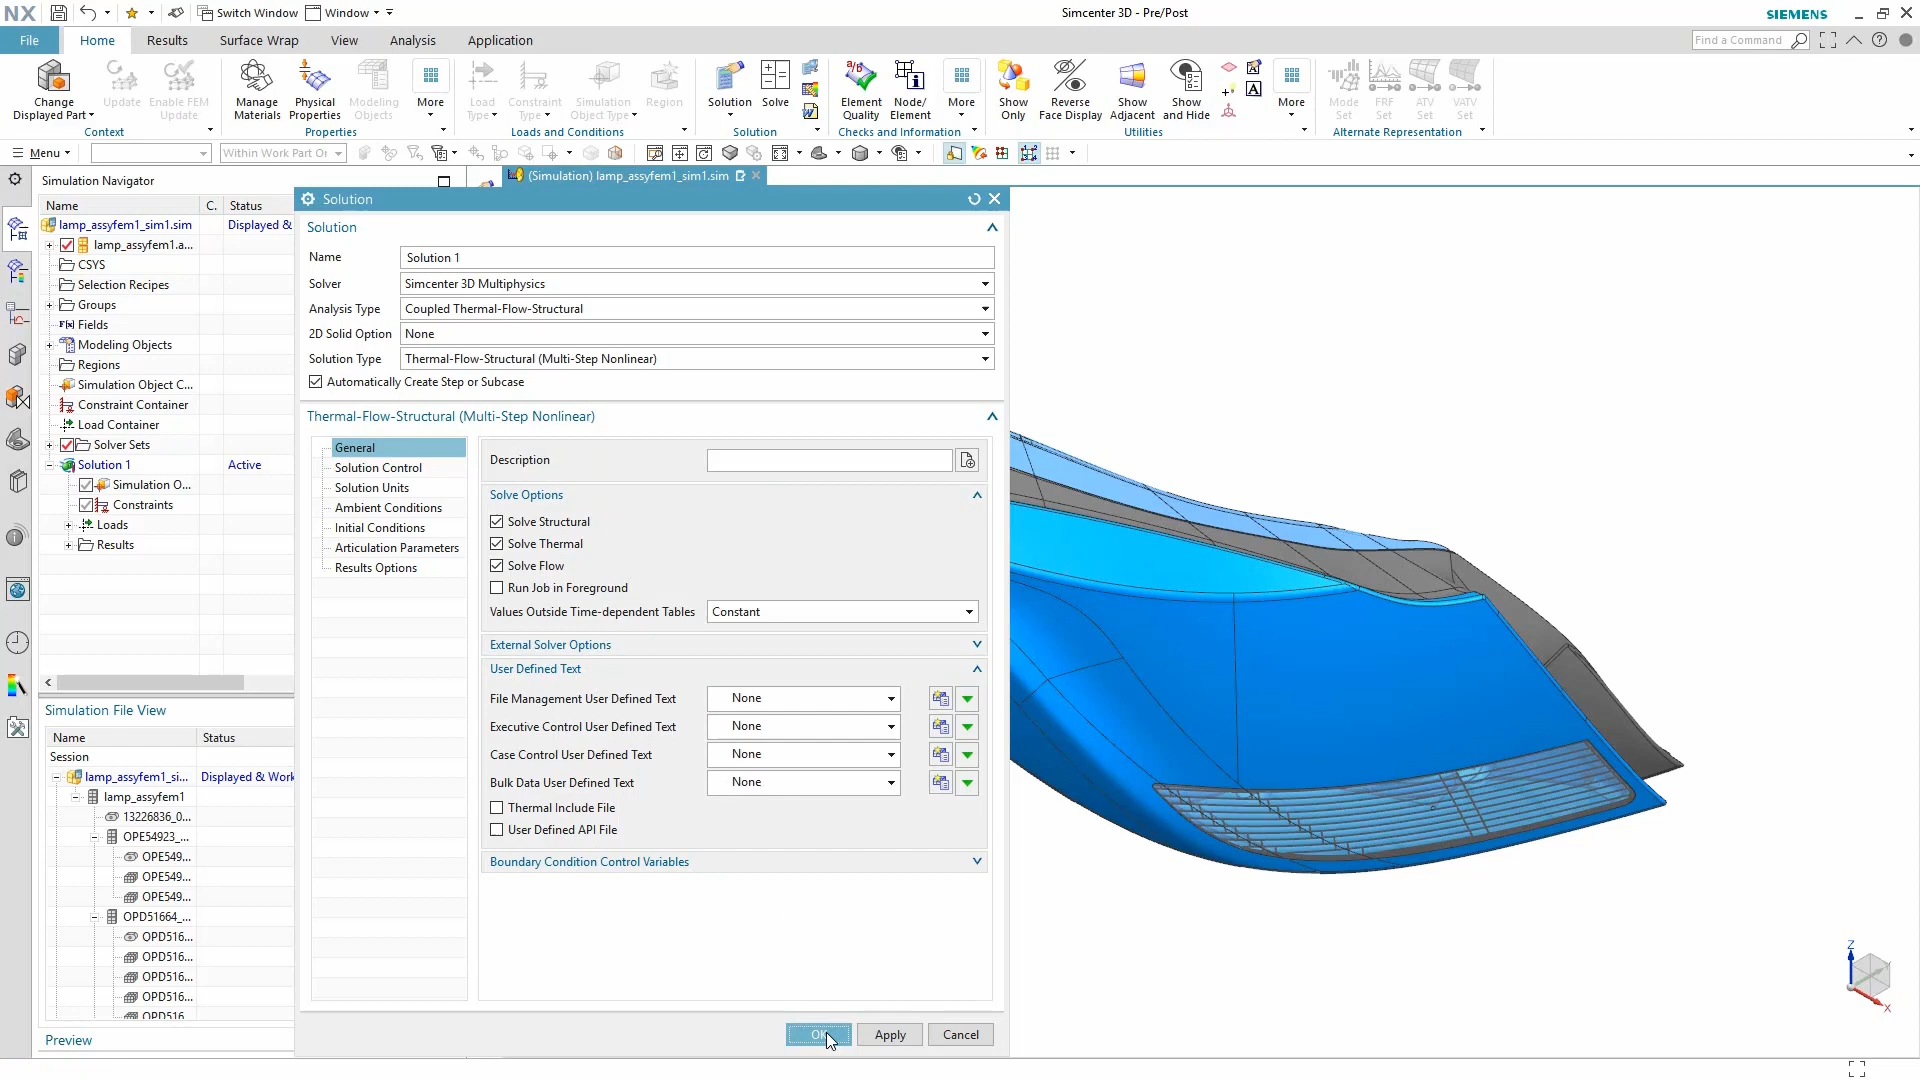 NX
Switch Window
Window
Simcenter 3D - Pre/Post
SIEMENS
File
Home
Results
Surface Wrap
View
Analysis
Application
Find a Command
Change Displayed Part
Update
Enable FEM Update
Context
Manage Materials
Physical Properties
Modeling Objects
More
Properties
Load Type
Constraint Type
Simulation Object Type
Region
Loads and Conditions
Solution
Solve
Solution
Element Quality
Node/ Element
More
Checks and Information
Show Only
Reverse Face Display
Show Adjacent
Show and Hide
More
Utilities
Mode Set
FRF Set
ATV Set
VATV Set
Alternate Representation
Menu
Within Work Part Or
Simulation Navigator
(Simulation) lamp_assyfem1_sim1.sim
Name
C.
Status
lamp_assyfem1_sim1.sim
Displayed &
lamp_assyfem1.a...
CSYS
Selection Recipes
Groups
Fields
Modeling Objects
Regions
Simulation Object C...
Constraint Container
Load Container
Solver Sets
Solution 1
Active
Simulation O...
Constraints
Loads
Results
Simulation File View
Name
Status
Session
lamp_assyfem1_si...
Displayed & Work
lamp_assyfem1
13226836_0...
OPE54923_...
OPE549...
OPE549...
OPE549...
OPD51664_...
OPD516...
OPD516...
OPD516...
OPD516...
OPD516
Preview
Solution
Solution
Name
Solution 1
Solver
Simcenter 3D Multiphysics
Analysis Type
Coupled Thermal-Flow-Structural
2D Solid Option
None
Solution Type
Thermal-Flow-Structural (Multi-Step Nonlinear)
Automatically Create Step or Subcase
Thermal-Flow-Structural (Multi-Step Nonlinear)
General
Solution Control
Solution Units
Ambient Conditions
Initial Conditions
Articulation Parameters
Results Options
Description
Solve Options
Solve Structural
Solve Thermal
Solve Flow
Run Job in Foreground
Values Outside Time-dependent Tables
Constant
External Solver Options
User Defined Text
File Management User Defined Text
None
Executive Control User Defined Text
None
Case Control User Defined Text
None
Bulk Data User Defined Text
None
Thermal Include File
User Defined API File
Boundary Condition Control Variables
OK
Apply
Cancel
Z
X